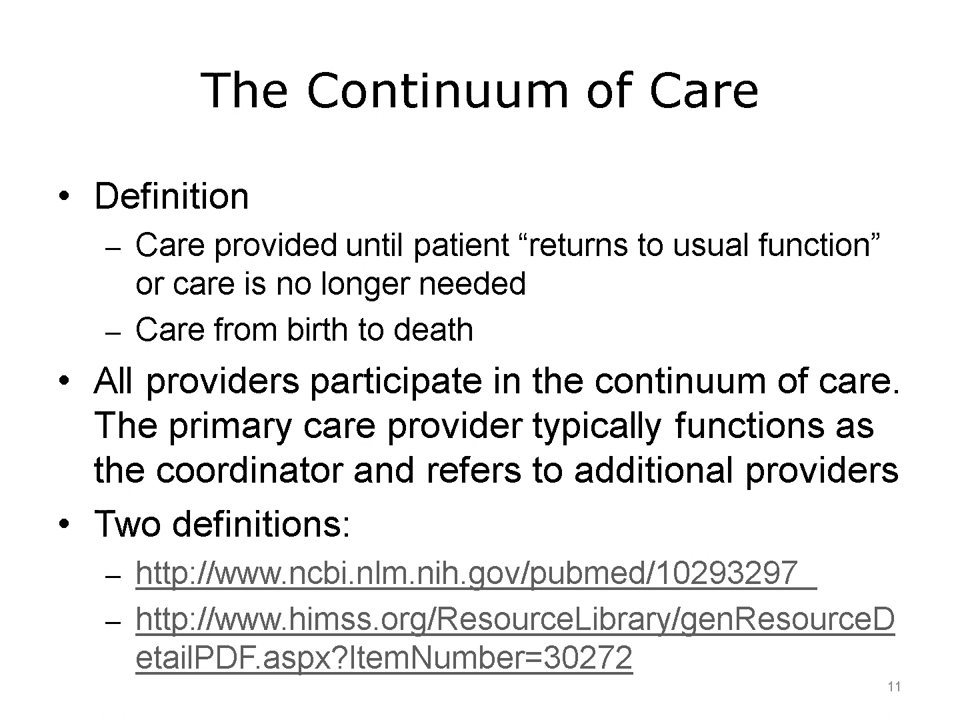 The Continuum of Care
• Definition
– Care provided until patient “returns to usual function”
or care is no longer needed
– Care from birth to death
• All providers participate in the continuum of care.
The primary care provider typically functions as
the coordinator and refers to additional providers
• Two definitions:
– http://www.ncbi.nlm.nih.gov/pubmed/10293297
– http://www.himss.org/ResourceLibrary/genResourceD
etailPDF.aspx?ItemNumber=30272
11